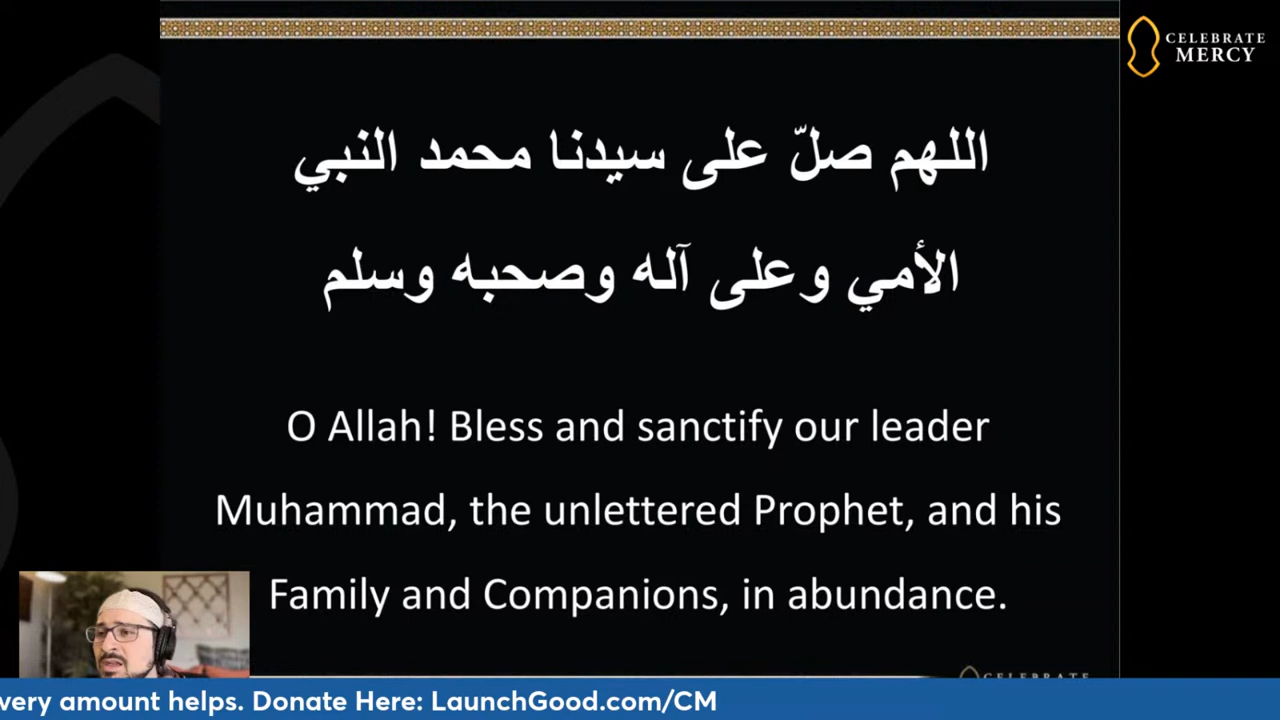 CELEBRATE
MERCY
اللهم صلّ على سيدنا محمد النبي
الأمي وعلى آله وصحبه وسلم
O Allah! Bless and sanctify our leader
Muhammad, the unlettered Prophet, and his
Family and Companions, in abundance.
CELEBRATE
very amount helps. Donate Here: LaunchGood.com/CM